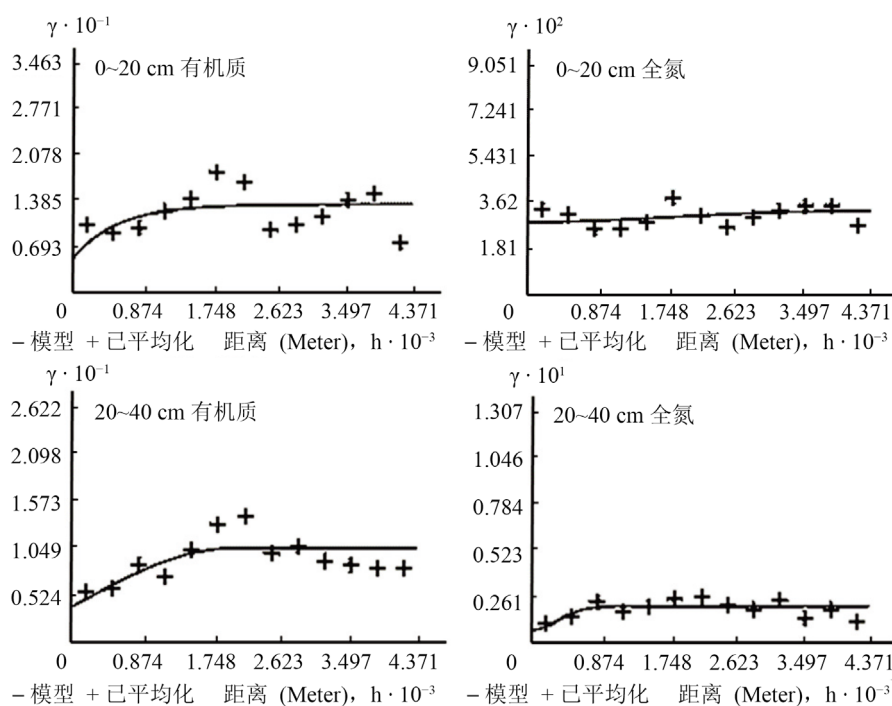 γ · 10⁻¹
0~20 cm 有机质
3.463
2.771
2.078
1.385
0.693
0 0.874 1.748 2.623 3.497 4.371
– 模型 + 已平均化 距离 (Meter), h · 10⁻³
γ · 10²
0~20 cm 全氮
9.051
7.241
5.431
3.62
1.81
0 0.874 1.748 2.623 3.497 4.371
– 模型 + 已平均化 距离 (Meter), h · 10⁻³
γ · 10⁻¹
20~40 cm 有机质
2.622
2.098
1.573
1.049
0.524
0 0.874 1.748 2.623 3.497 4.371
– 模型 + 已平均化 距离 (Meter), h · 10⁻³
γ · 10¹
20~40 cm 全氮
1.307
1.046
0.784
0.523
0.261
0 0.874 1.748 2.623 3.497 4.371
– 模型 + 已平均化 距离 (Meter), h · 10⁻³